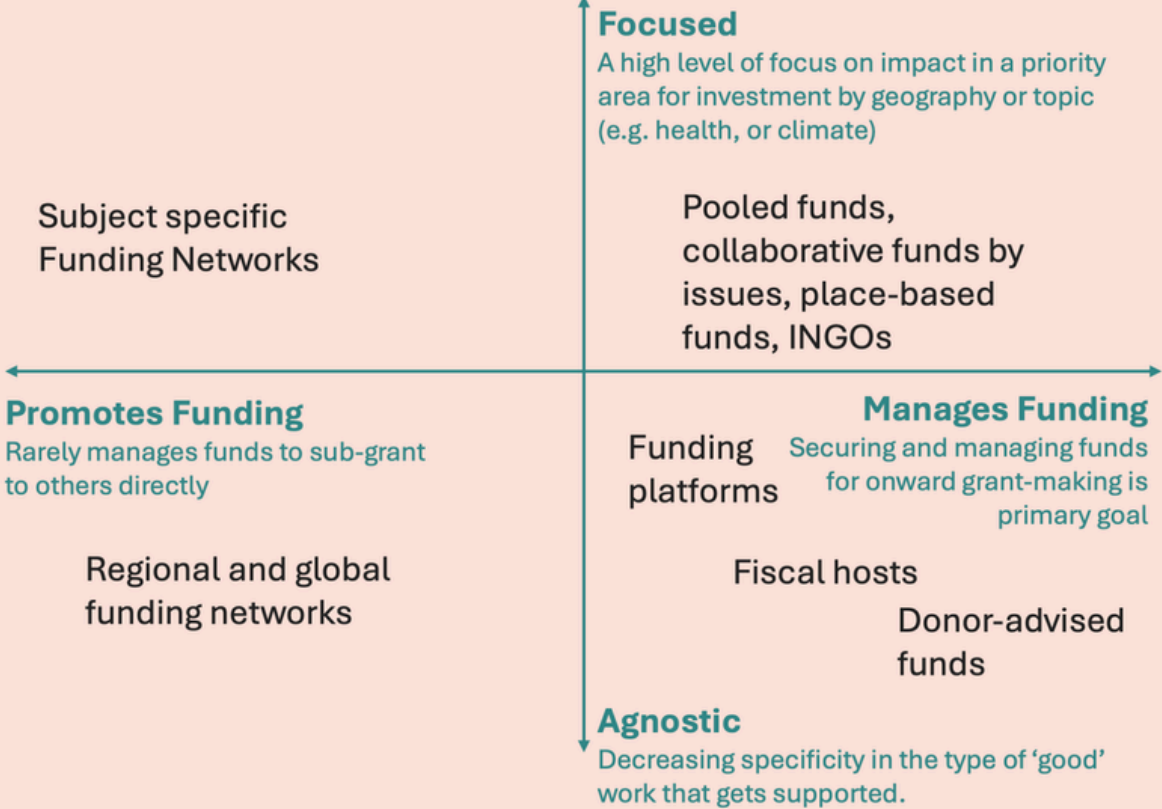 Focused
A high level of focus on impact in a priority
area for investment by geography or topic
(e.g. health, or climate)
Subject specific
Funding Networks
Pooled funds,
collaborative funds by
issues, place-based
funds, INGOs
Promotes Funding
Rarely manages funds to sub-grant
to others directly
Manages Funding
Securing and managing funds
for onward grant-making is
primary goal
Funding
platforms
Regional and global
funding networks
Fiscal hosts
Donor-advised
funds
Agnostic
Decreasing specificity in the type of ‘good’
work that gets supported.